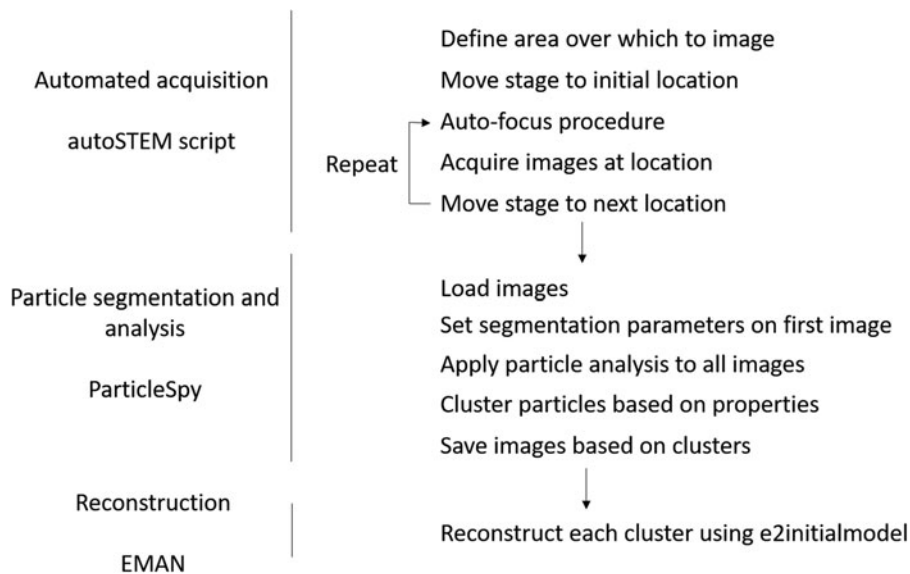 Define area over which to image
Automated acquisition
Move stage to initial location
autoSTEM script
Auto-focus procedure
Repeat
Acquire images at location
Move stage to next location
Particle segmentation and
analysis
ParticleSpy
Load images
Set segmentation parameters on first image
Apply particle analysis to all images
Cluster particles based on properties
Save images based on clusters
Reconstruction
EMAN
Reconstruct each cluster using e2initialmodel